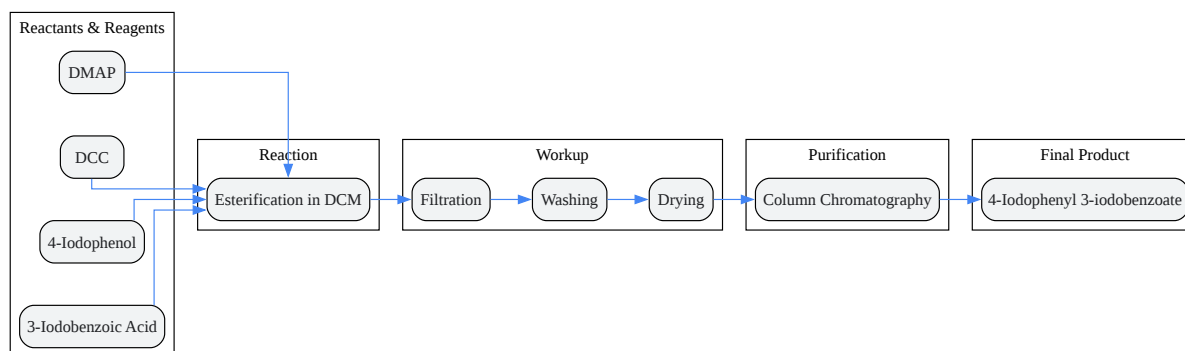 Reactants & Reagents
DMAP
DCC
4-Iodophenol
3-Iodobenzoic Acid
Reaction
Esterification in DCM
Workup
Filtration
Washing
Drying
Purification
Column Chromatography
Final Product
4-Iodophenyl 3-iodobenzoate